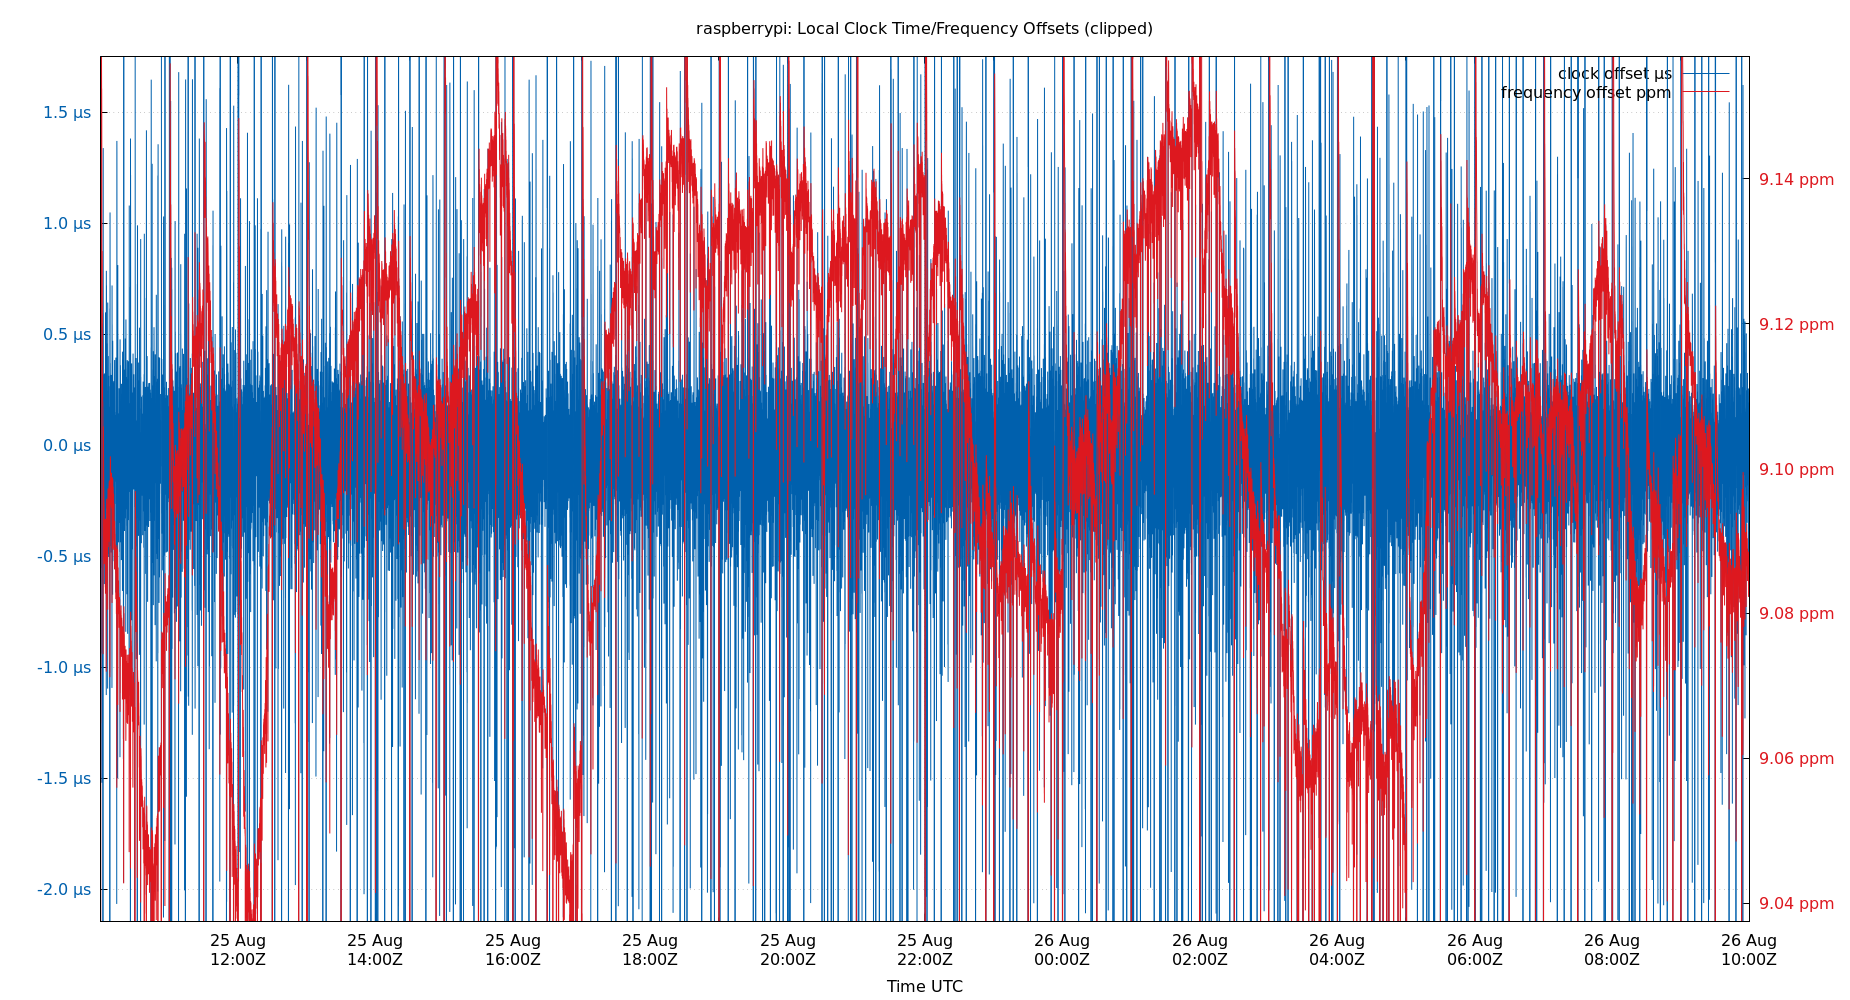 raspberrypi: Local Clock Time/Frequency Offsets (clipped)
clock offset µs
frequency offset ppm
1.5 µs
1.0 µs
0.5 µs
0.0 µs
-0.5 µs
-1.0 µs
-1.5 µs
-2.0 µs
9.14 ppm
9.12 ppm
9.10 ppm
9.08 ppm
9.06 ppm
9.04 ppm
25 Aug 25 Aug 25 Aug 25 Aug 25 Aug 25 Aug 26 Aug 26 Aug 26 Aug 26 Aug 26 Aug 26 Aug
12:00Z 14:00Z 16:00Z 18:00Z 20:00Z 22:00Z 00:00Z 02:00Z 04:00Z 06:00Z 08:00Z 10:00Z
Time UTC